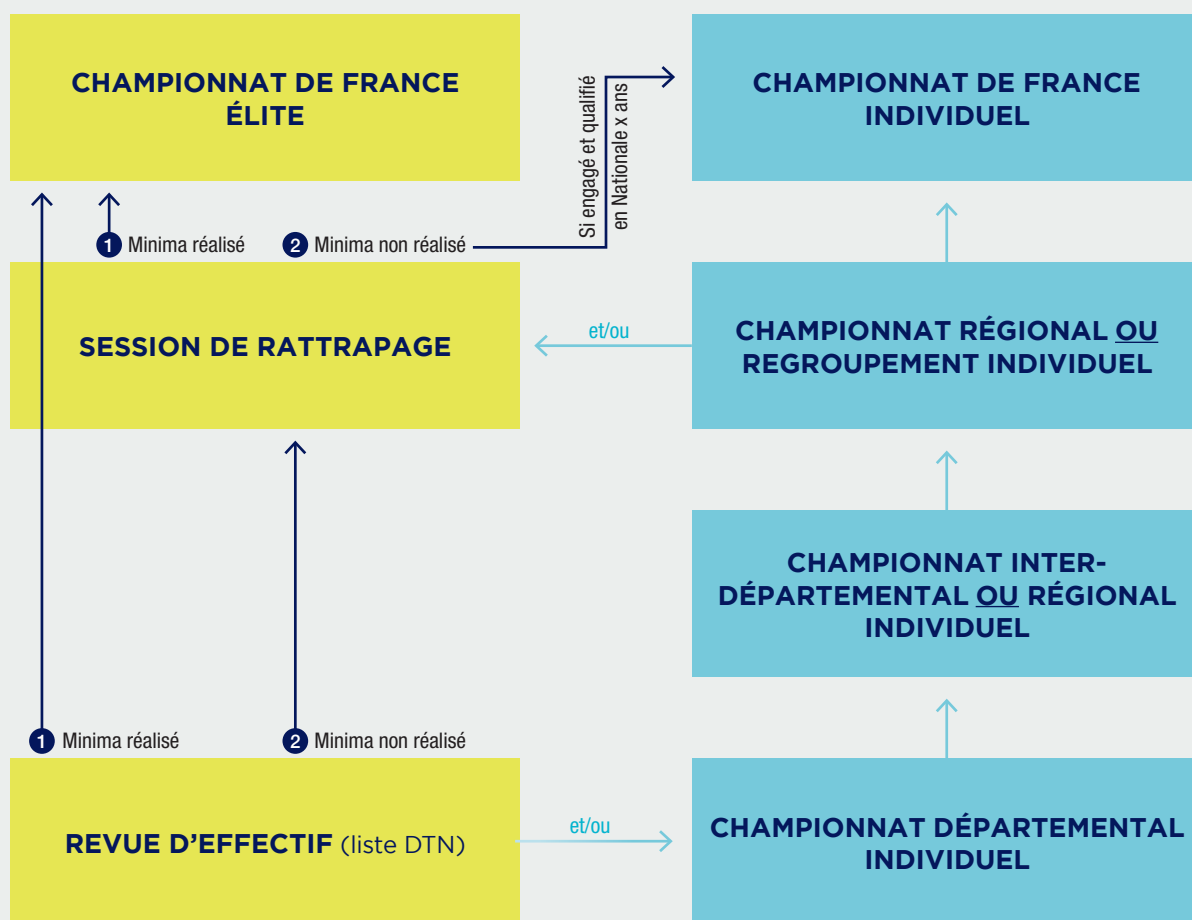 CHAMPIONNAT DE FRANCE
ÉLITE
Si engagé et qualifié
en Nationale x ans
CHAMPIONNAT DE FRANCE
INDIVIDUEL
1 Minima réalisé
2 Minima non réalisé
SESSION DE RATTRAPAGE
et/ou
CHAMPIONNAT RÉGIONAL OU
REGROUPEMENT INDIVIDUEL
CHAMPIONNAT INTER-
DÉPARTEMENTAL OU RÉGIONAL
INDIVIDUEL
1 Minima réalisé
2 Minima non réalisé
REVUE D'EFFECTIF (liste DTN)
et/ou
CHAMPIONNAT DÉPARTEMENTAL
INDIVIDUEL